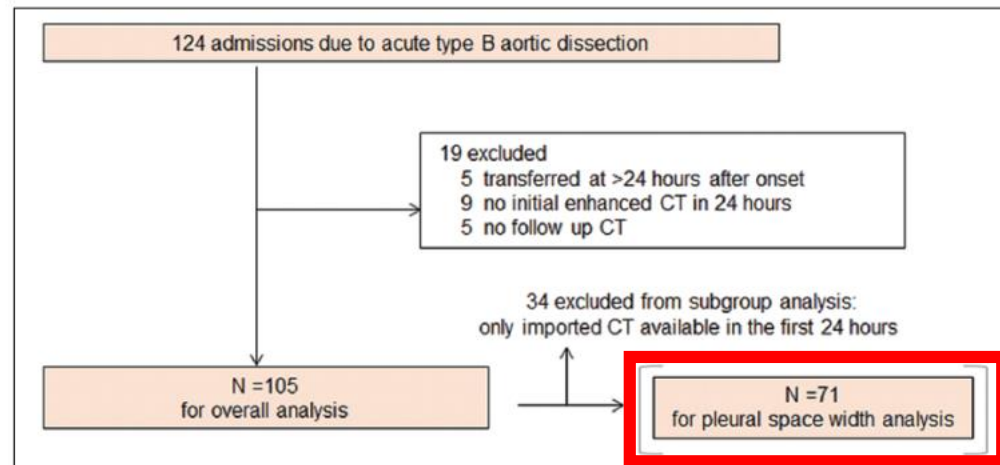 124 admissions due to acute type B aortic dissection
19 excluded
5 transferred at >24 hours after onset
9 no initial enhanced CT in 24 hours
5 no follow up CT
34 excluded from subgroup analysis:
only imported CT available in the first 24 hours
N =105
for overall analysis
N =71
for pleural space width analysis